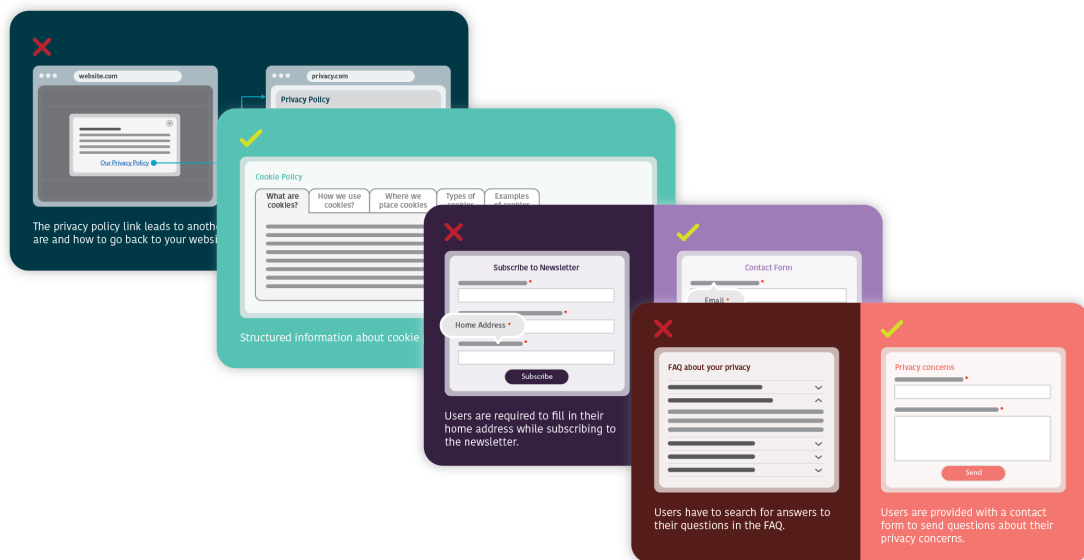 website.com
privacy.com
Privacy Policy
Our Privacy Policy
The privacy policy link leads to
are and how to go back to your
Cookie Policy
What are
cookies?
How we use
cookies?
Where we
place cookies
Types of
cookies
Examples
of cookies
Structured information about cookie
Subscribe to Newsletter
Home Address *
Subscribe
Users are required to fill in their
home address while subscribing to
the newsletter.
Contact Form
Email *
FAQ about your privacy
Users have to search for answers to
their questions in the FAQ.
Privacy concerns
Send
Users are provided with a contact
form to send questions about their
privacy concerns.